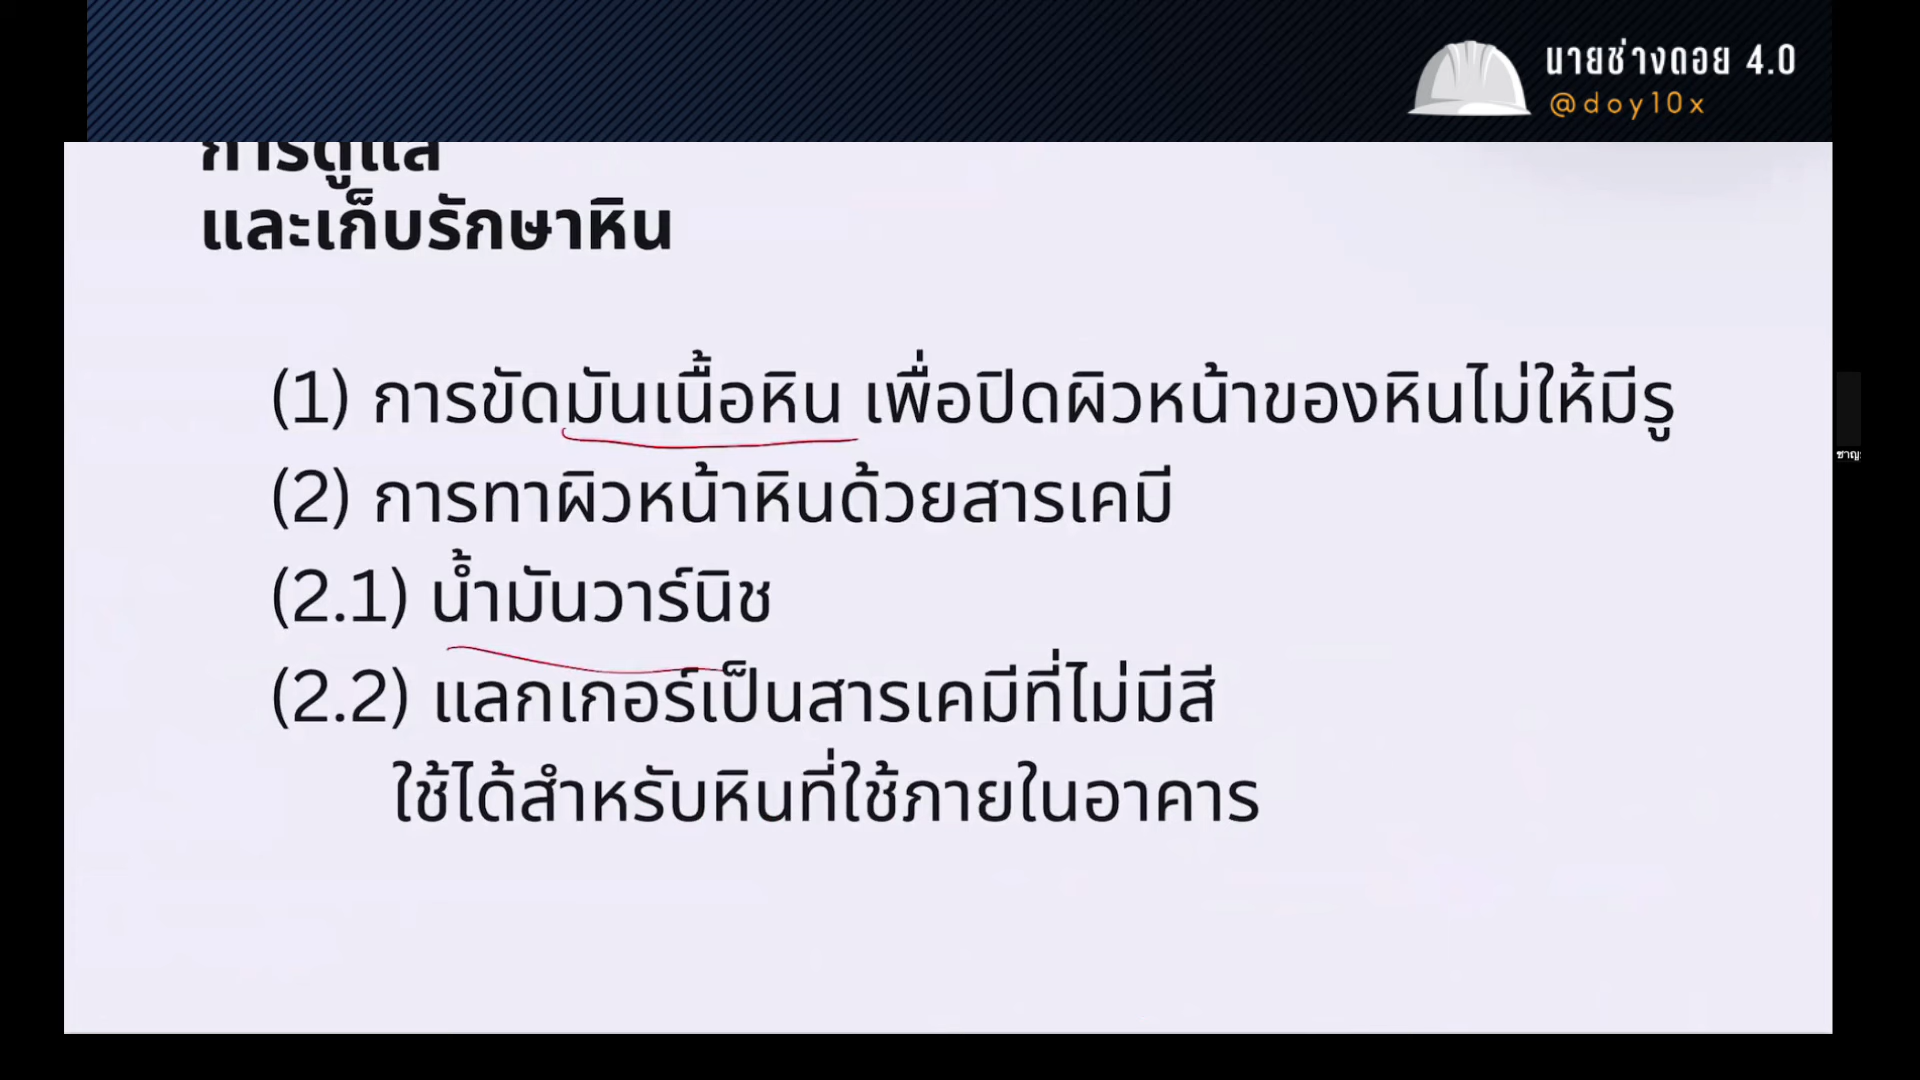 นายช่างดอย 4.0
@doy10x
การดูแล
และเก็บรักษาหิน
(1) การขัดมันเนื้อหิน เพื่อปิดผิวหน้าของหินไม่ให้มีรู
(2) การทาผิวหน้าหินด้วยสารเคมี
(2.1) น้ำมันวาร์นิช
(2.2) แลกเกอร์เป็นสารเคมีที่ไม่มีสี
ใช้ได้สำหรับหินที่ใช้ภายในอาคาร